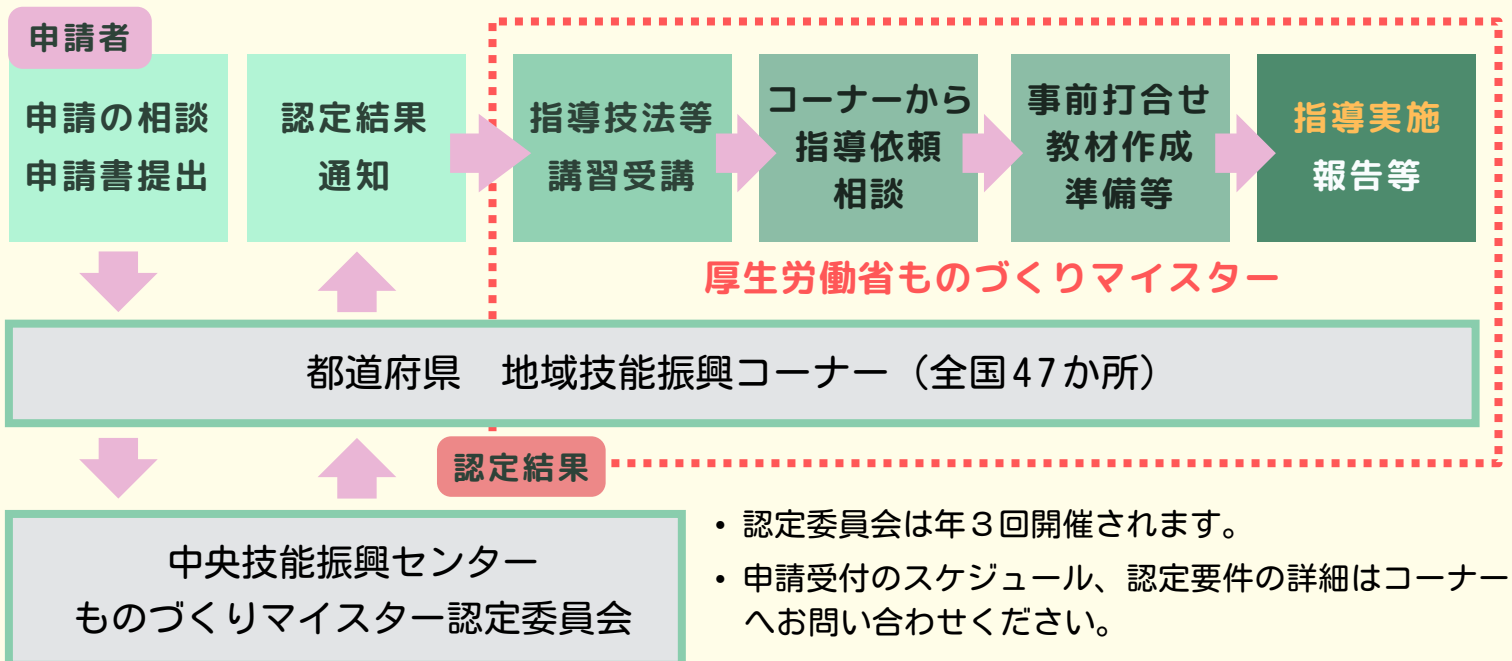 申請者
申請の相談
申請書提出
認定結果
通知
指導技法等
講習受講
コーナーから
指導依頼
相談
事前打合せ
教材作成
準備等
指導実施
報告等
厚生労働省ものづくりマイスター
都道府県　地域技能振興コーナー（全国47か所）
認定結果
中央技能振興センター
ものづくりマイスター認定委員会
• 認定委員会は年３回開催されます。
• 申請受付のスケジュール、認定要件の詳細はコーナー
へお問い合わせください。